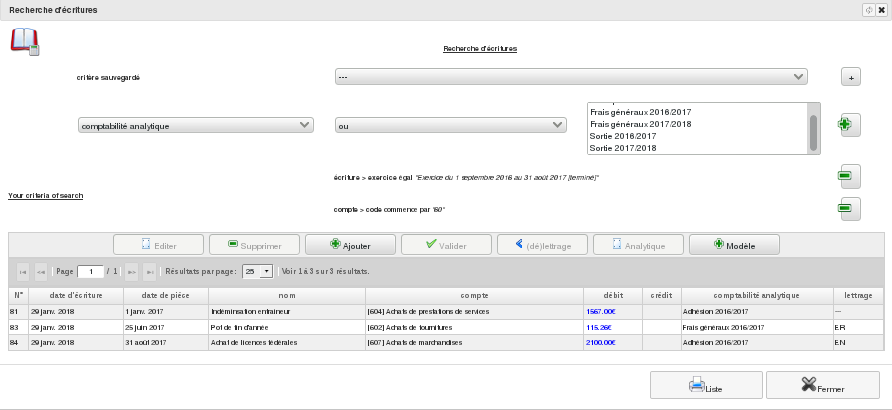 Recherche d'écritures
Recherche d'écritures
critère sauvegardé
---
+
comptabilité analytique
ou
Frais généraux 2016/2017
Frais généraux 2017/2018
Sortie 2016/2017
Sortie 2017/2018
écriture > exercice égal "Exercice du 1 septembre 2016 au 31 août 2017 [terminé]"
Your criteria of search
compte > code commence par "60"
Editer Supprimer Ajouter Valider (dé)lettrage Analytique Modèle
Page 1 / 1 Résultats par page: 25 Voir 1 à 3 sur 3 résultats.
N° date d'écriture date de pièce nom compte débit crédit comptabilité analytique lettrage
81 29 janv. 2018 1 janv. 2017 Indéminsation entraineur [604] Achats de prestations de services 1567.00€ Adhésion 2016/2017 ---
83 29 janv. 2018 25 juin 2017 Pot de fin d'année [602] Achats de fournitures 115.26€ Frais généraux 2016/2017 ER
84 29 janv. 2018 31 août 2017 Achat de licences fédérales [607] Achats de marchandises 2100.00€ Adhésion 2016/2017 EN
Liste Fermer